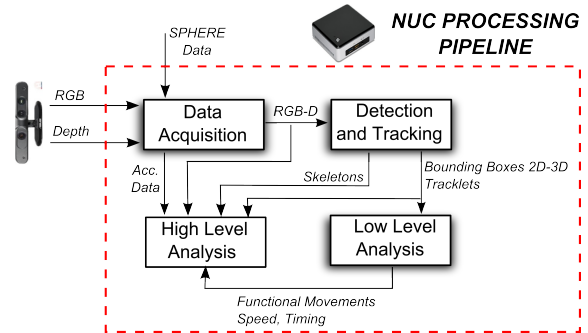 NUC PROCESSING
PIPELINE
SPHERE
Data
RGB
Depth
Data
Acquisition
RGB-D
Detection
and Tracking
Acc.
Data
Skeletons
Bounding Boxes 2D-3D
Tracklets
High Level
Analysis
Low Level
Analysis
Functional Movements
Speed, Timing